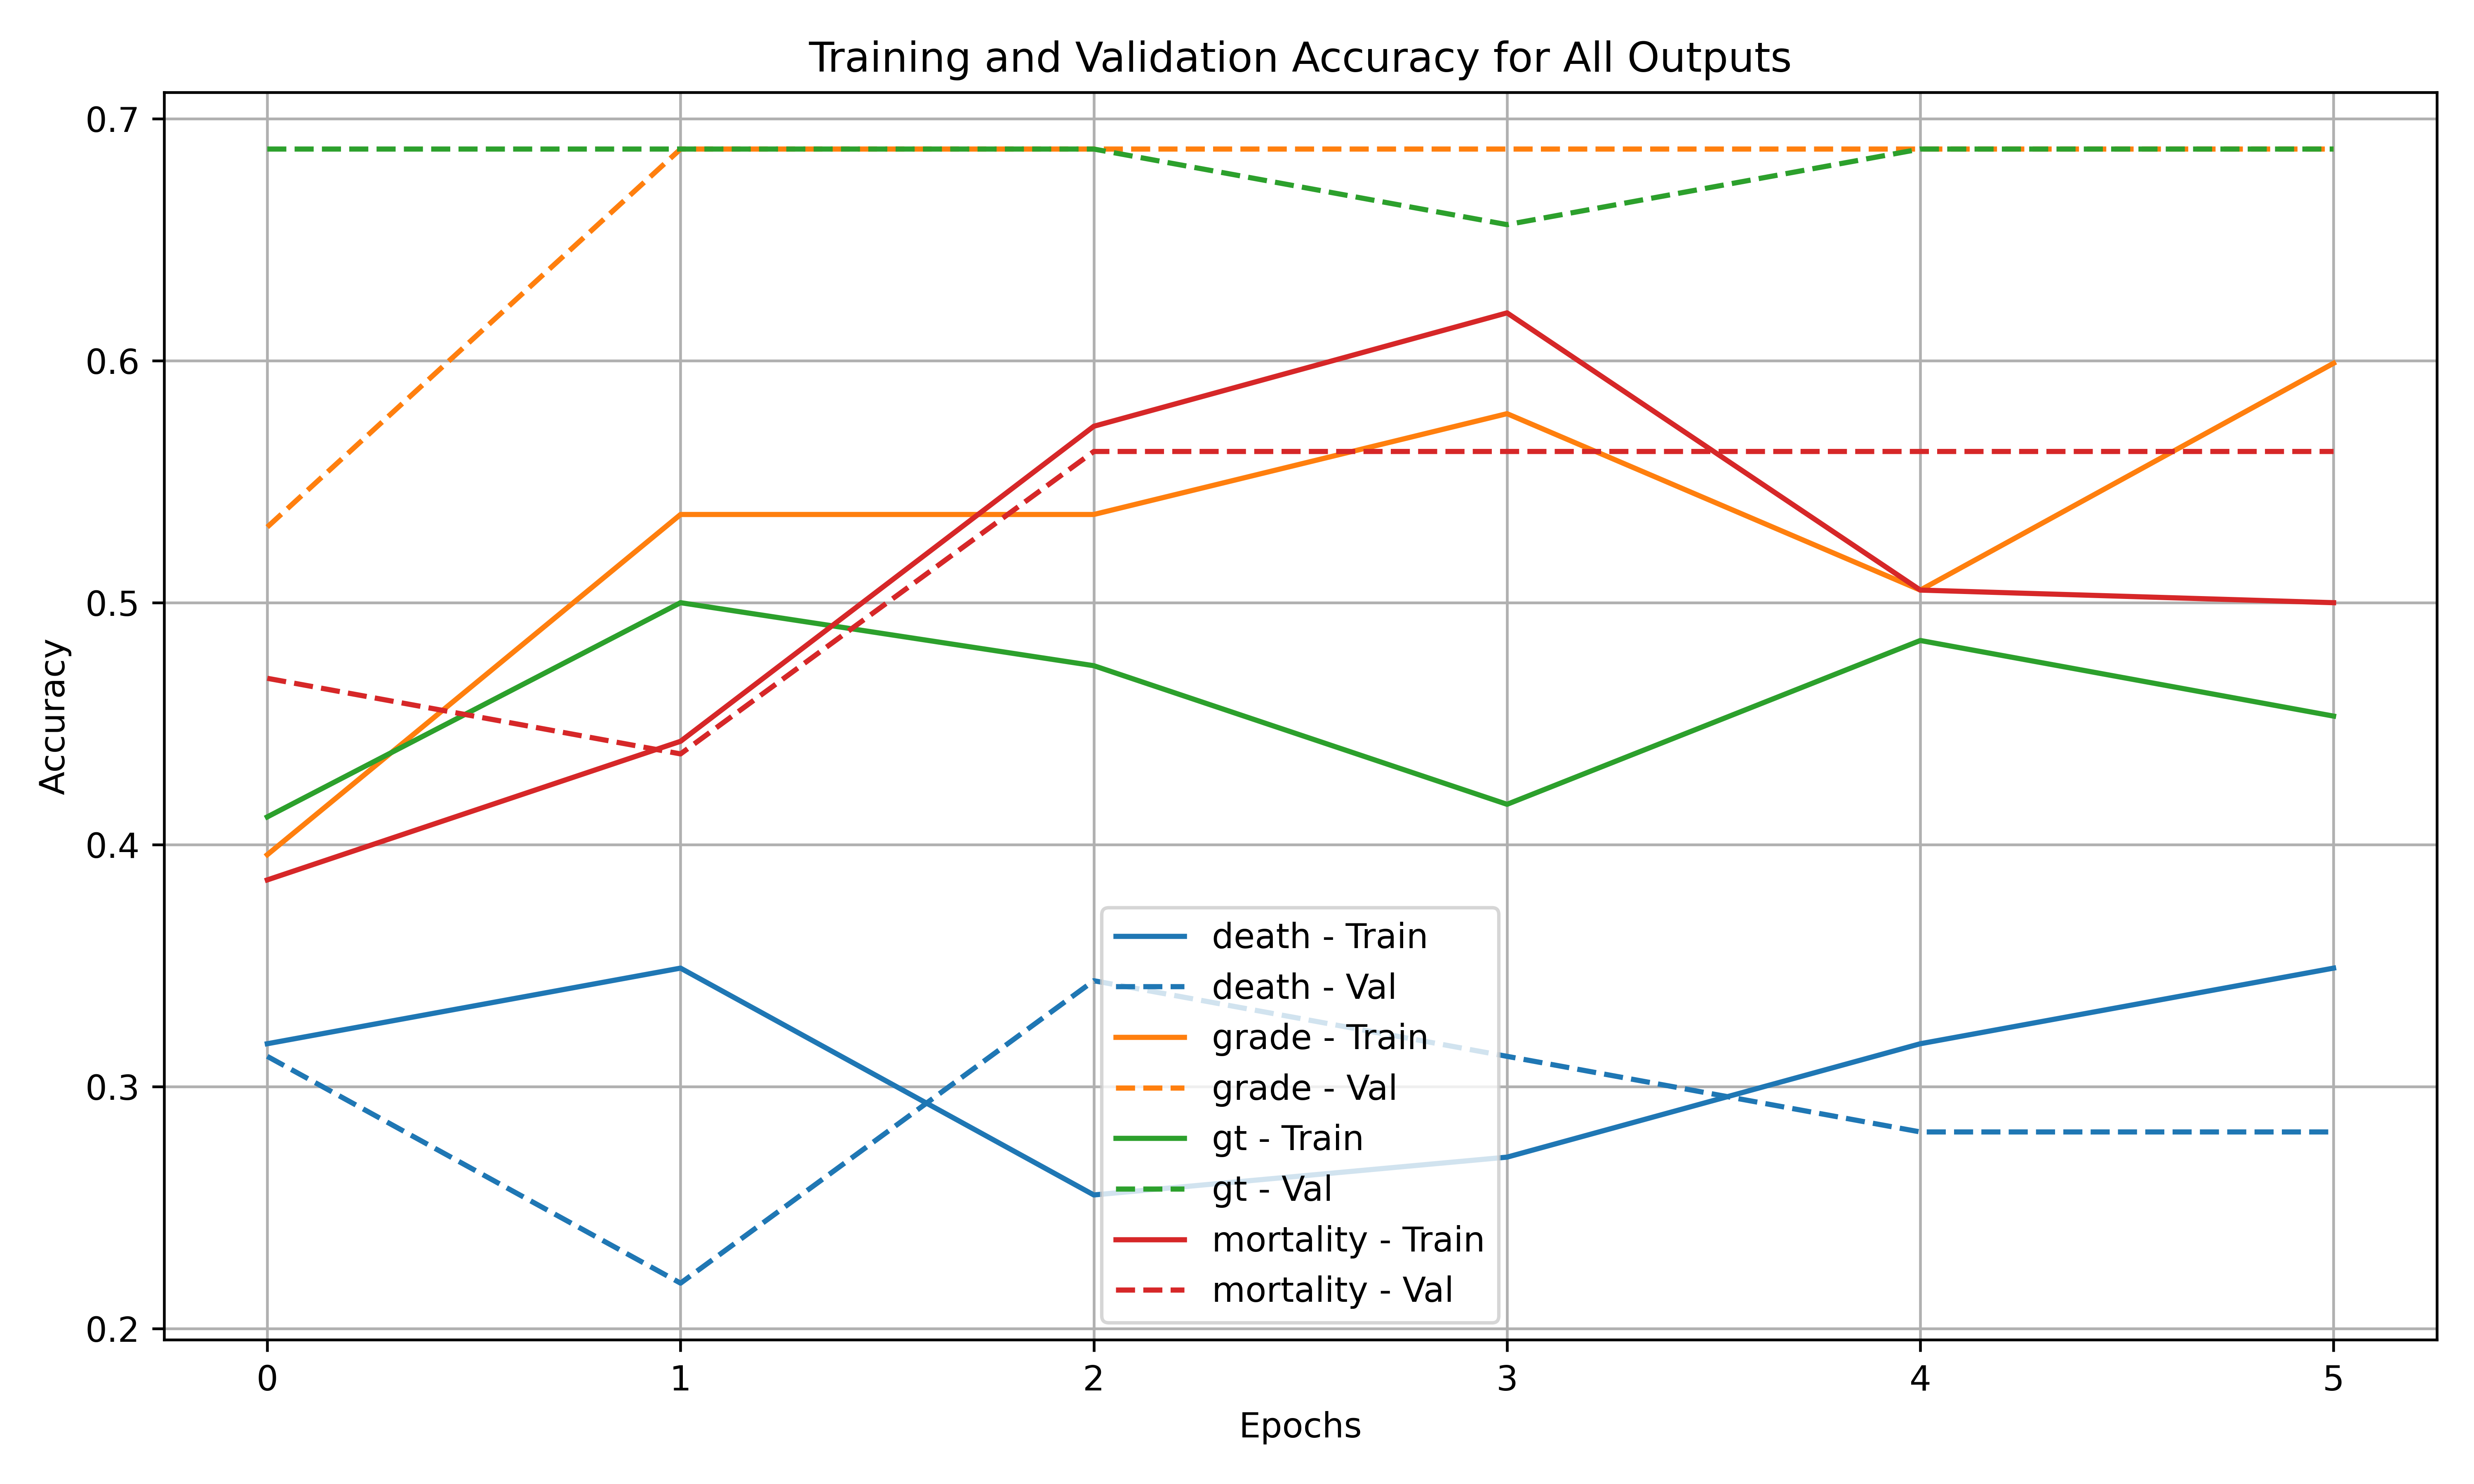 Training and Validation Accuracy for All Outputs
0.7
0.6
0.5
0.4
0.3
0.2
Accuracy
death - Train
death - Val
grade - Train
grade - Val
gt - Train
gt - Val
mortality - Train
mortality - Val
0 1 2 3 4 5
Epochs